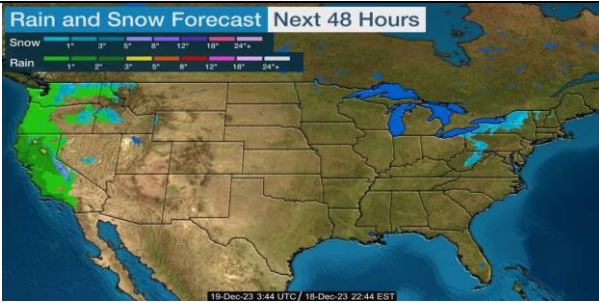 Rain and Snow Forecast Next 48 Hours
Snow 1" 3" 5" 8" 12" 18" 24"+
Rain 1" 2" 3" 5" 8" 12" 18" 24"+
19-Dec-23 3:44 UTC / 18-Dec-23 22:44 EST